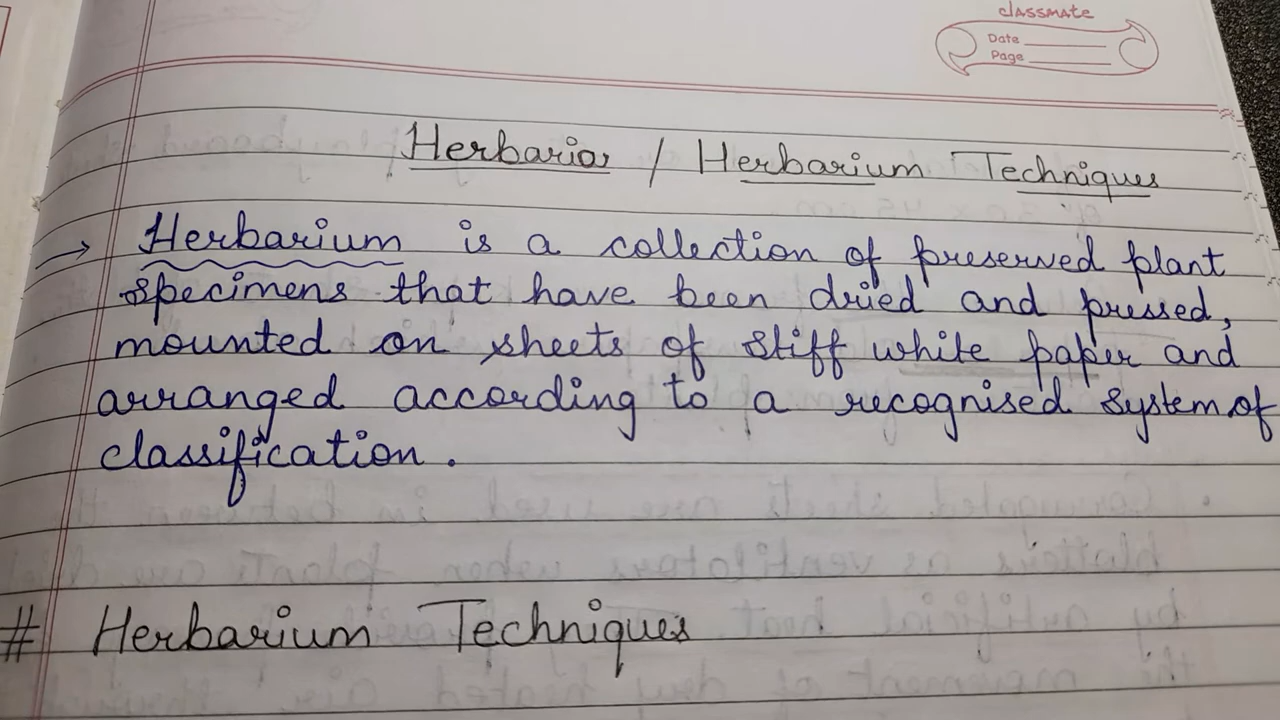 classmate
Date
Page
Herbaria / Herbarium Techniques
→ Herbarium is a collection of preserved plant
specimens that have been dried and pressed,
mounted on sheets of stiff white paper and
arranged according to a recognised system of
classification.
# Herbarium Techniques